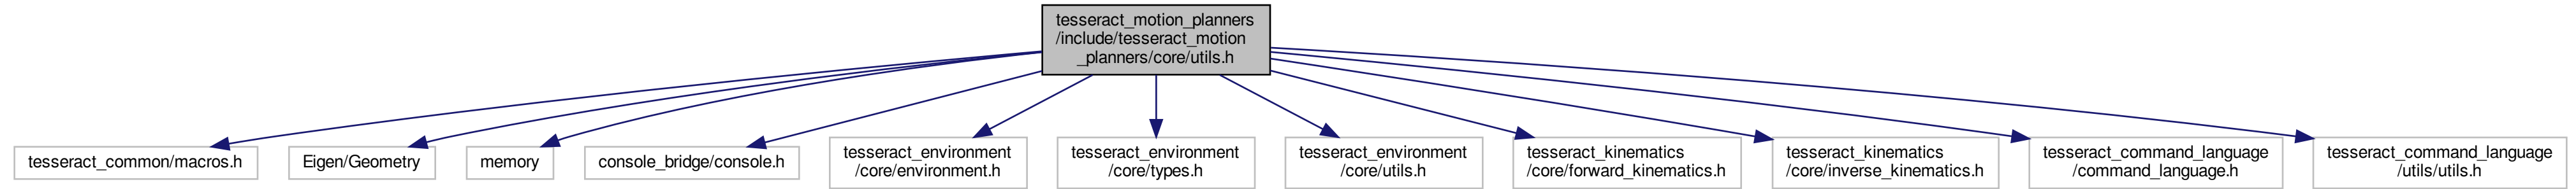 tesseract_motion_planners
/include/tesseract_motion
_planners/core/utils.h
tesseract_common/macros.h
Eigen/Geometry
memory
console_bridge/console.h
tesseract_environment
/core/environment.h
tesseract_environment
/core/types.h
tesseract_environment
/core/utils.h
tesseract_kinematics
/core/forward_kinematics.h
tesseract_kinematics
/core/inverse_kinematics.h
tesseract_command_language
/command_language.h
tesseract_command_language
/utils/utils.h